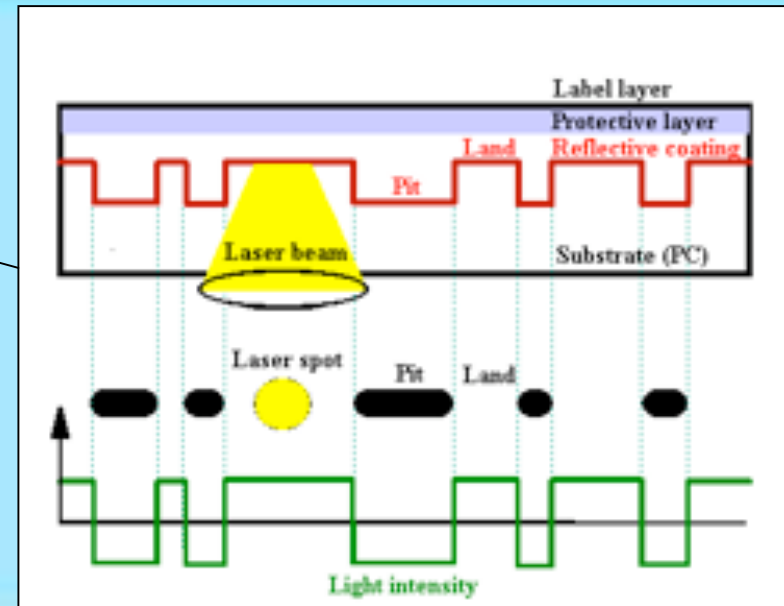 Label layer
Protective layer
Land Reflective coating
Pit
Laser beam
Substrate (PC)
Laser spot
Pit
Land
Light intensity